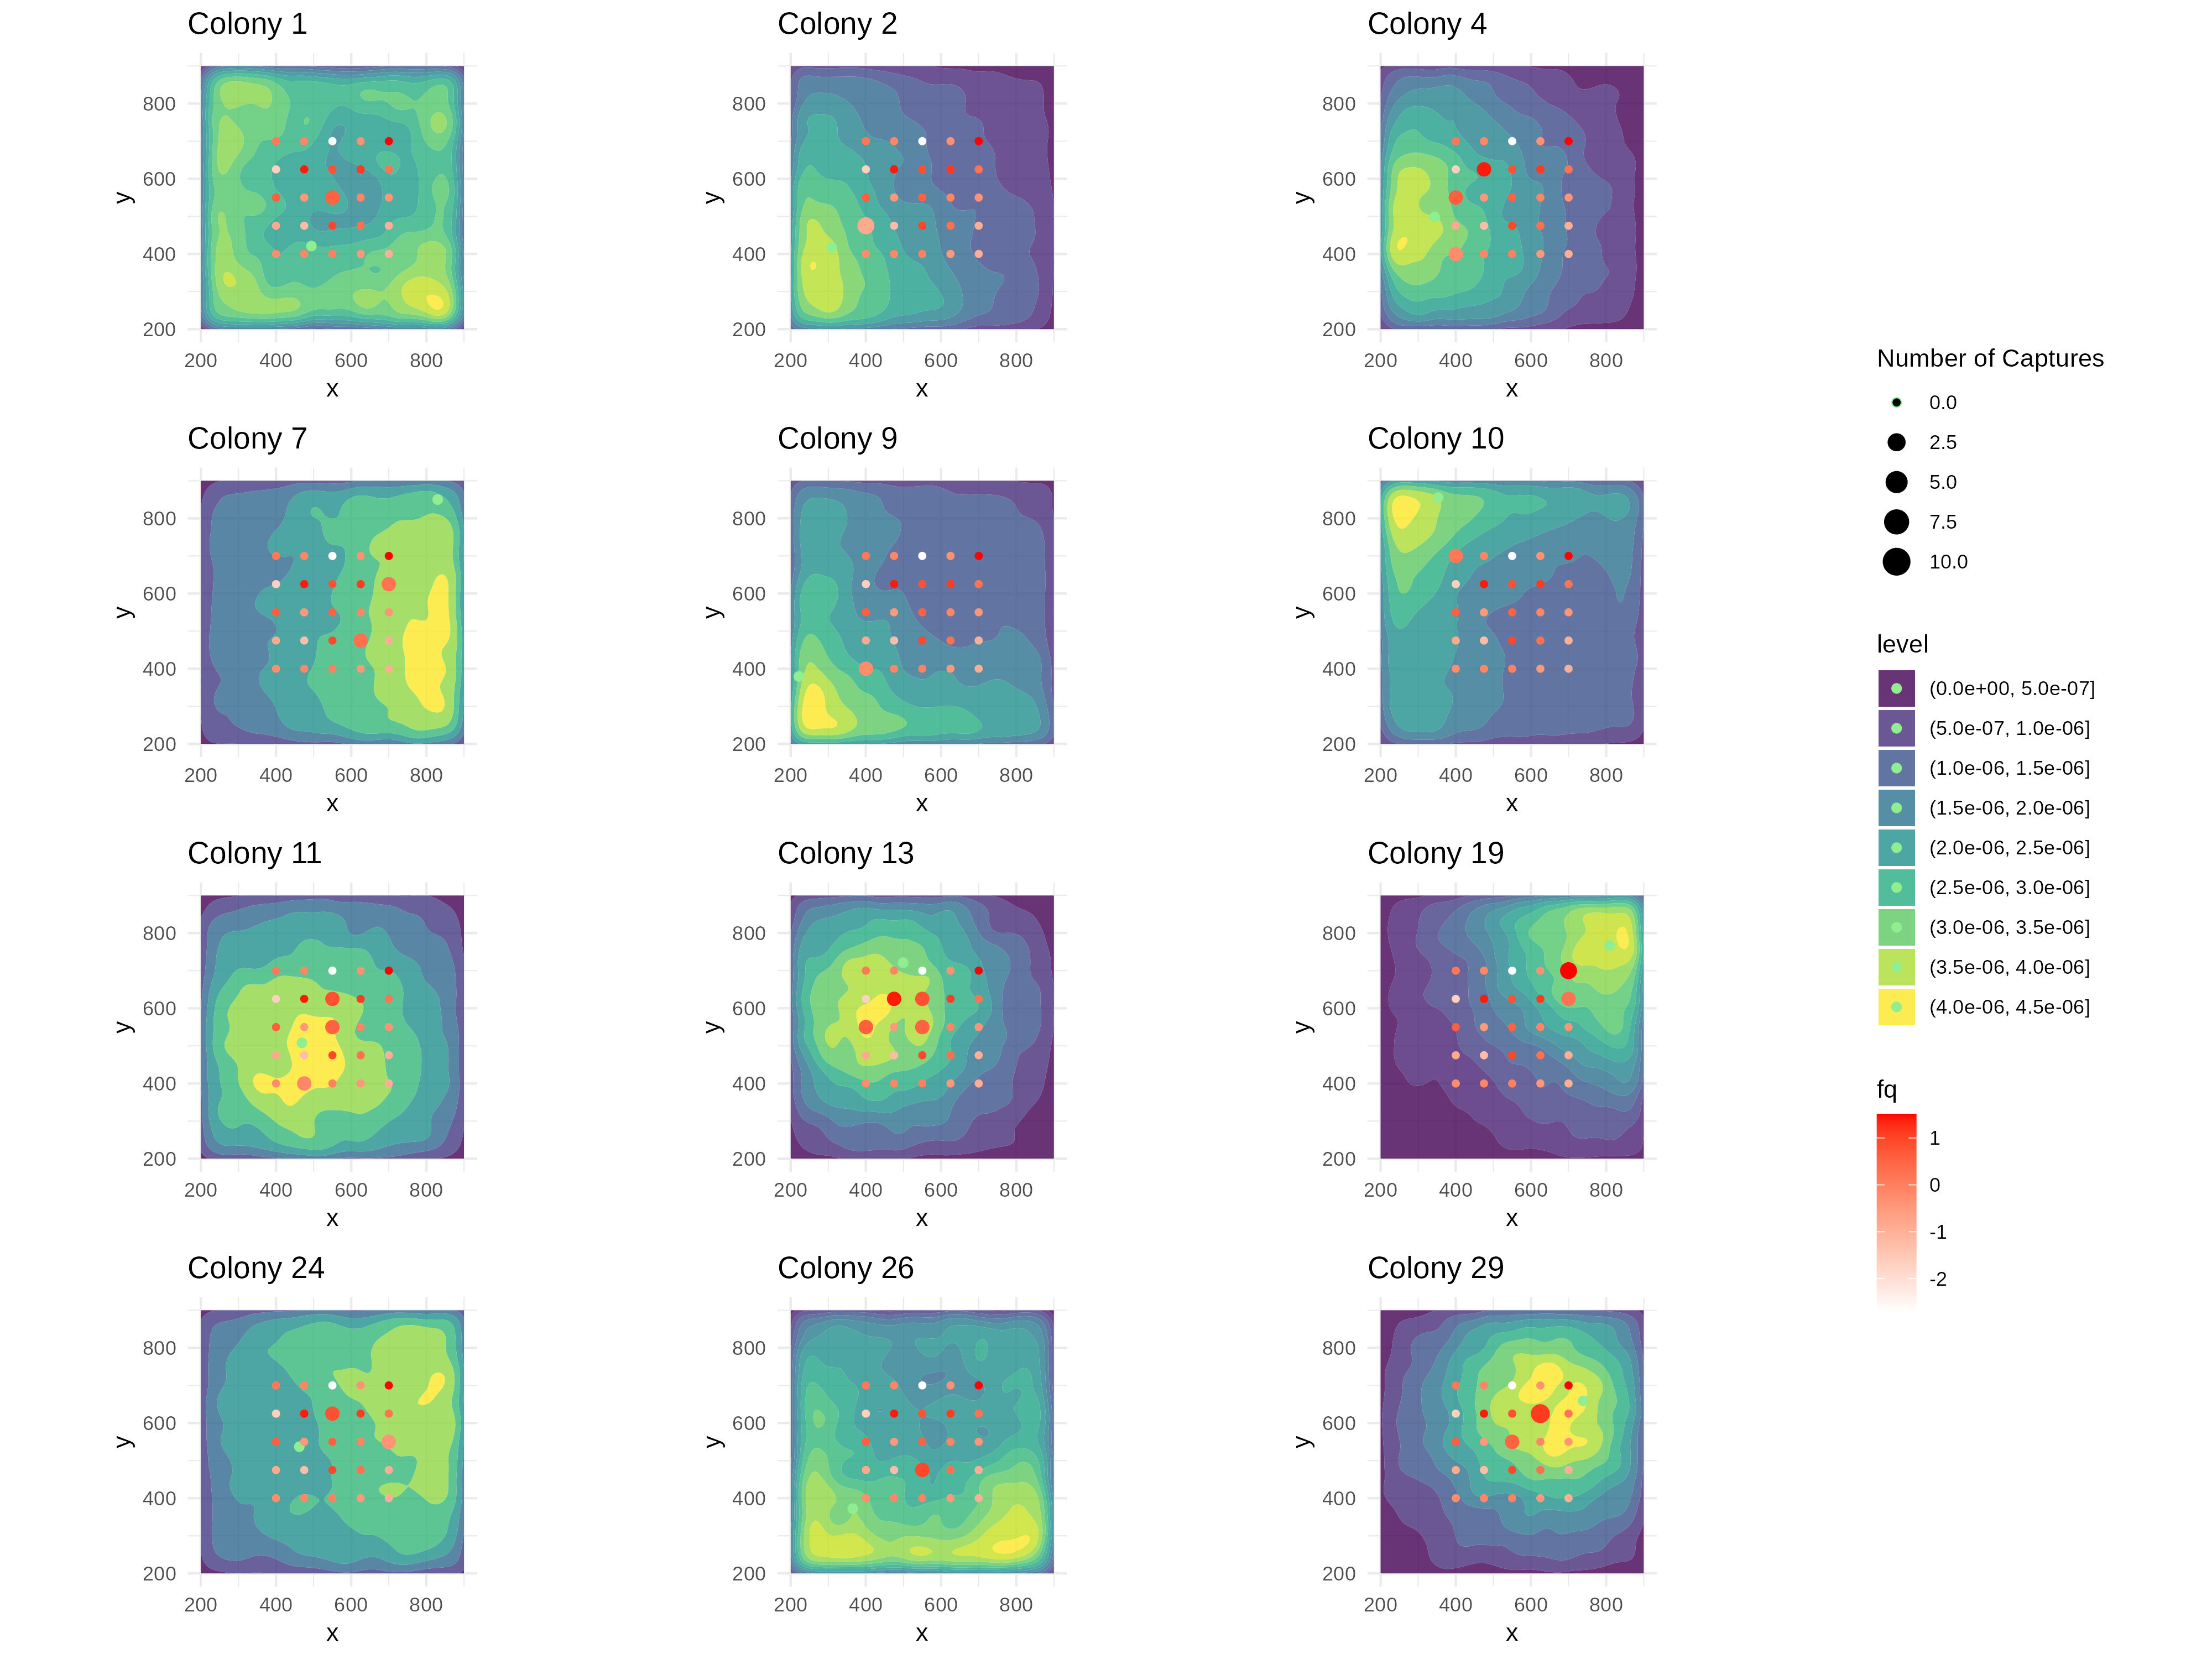 Colony 1
Colony 2
Colony 4
y
800
600
400
200
200 400 600 800
x
y
800
600
400
200
200 400 600 800
x
y
800
600
400
200
200 400 600 800
x
Colony 7
Colony 9
Colony 10
y
800
600
400
200
200 400 600 800
x
y
800
600
400
200
200 400 600 800
x
y
800
600
400
200
200 400 600 800
x
Colony 11
Colony 13
Colony 19
y
800
600
400
200
200 400 600 800
x
y
800
600
400
200
200 400 600 800
x
y
800
600
400
200
200 400 600 800
x
Colony 24
Colony 26
Colony 29
y
800
600
400
200
200 400 600 800
x
y
800
600
400
200
200 400 600 800
x
y
800
600
400
200
200 400 600 800
x
Number of Captures
0.0
2.5
5.0
7.5
10.0
level
(0.0e+00, 5.0e-07]
(5.0e-07, 1.0e-06]
(1.0e-06, 1.5e-06]
(1.5e-06, 2.0e-06]
(2.0e-06, 2.5e-06]
(2.5e-06, 3.0e-06]
(3.0e-06, 3.5e-06]
(3.5e-06, 4.0e-06]
(4.0e-06, 4.5e-06]
fq
1
0
-1
-2